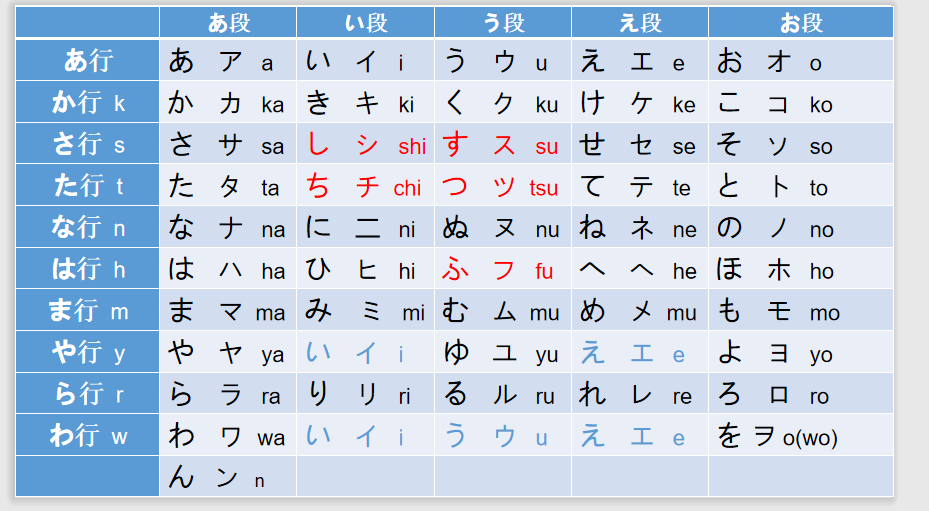 あ段 い段 う段 え段 お段
あ行 あ ア a い イ i う ウ u え エ e お オ o
か行 k か カ ka き キ ki く ク ku け ケ ke こ コ ko
さ行 s さ サ sa し シ shi す ス su せ セ se そ ソ so
た行 t た タ ta ち チ chi つ ツ tsu て テ te と ト to
な行 n な ナ na に ニ ni ぬ ヌ nu ね ネ ne の ノ no
は行 h は ハ ha ひ ヒ hi ふ フ fu へ ヘ he ほ ホ ho
ま行 m ま マ ma み ミ mi む ム mu め メ mu も モ mo
や行 y や ヤ ya い イ i ゆ ユ yu え エ e よ ヨ yo
ら行 r ら ラ ra り リ ri る ル ru れ レ re ろ ロ ro
わ行 w わ ワ wa い イ i う ウ u え エ e を ヲ o(wo)
ん ン n